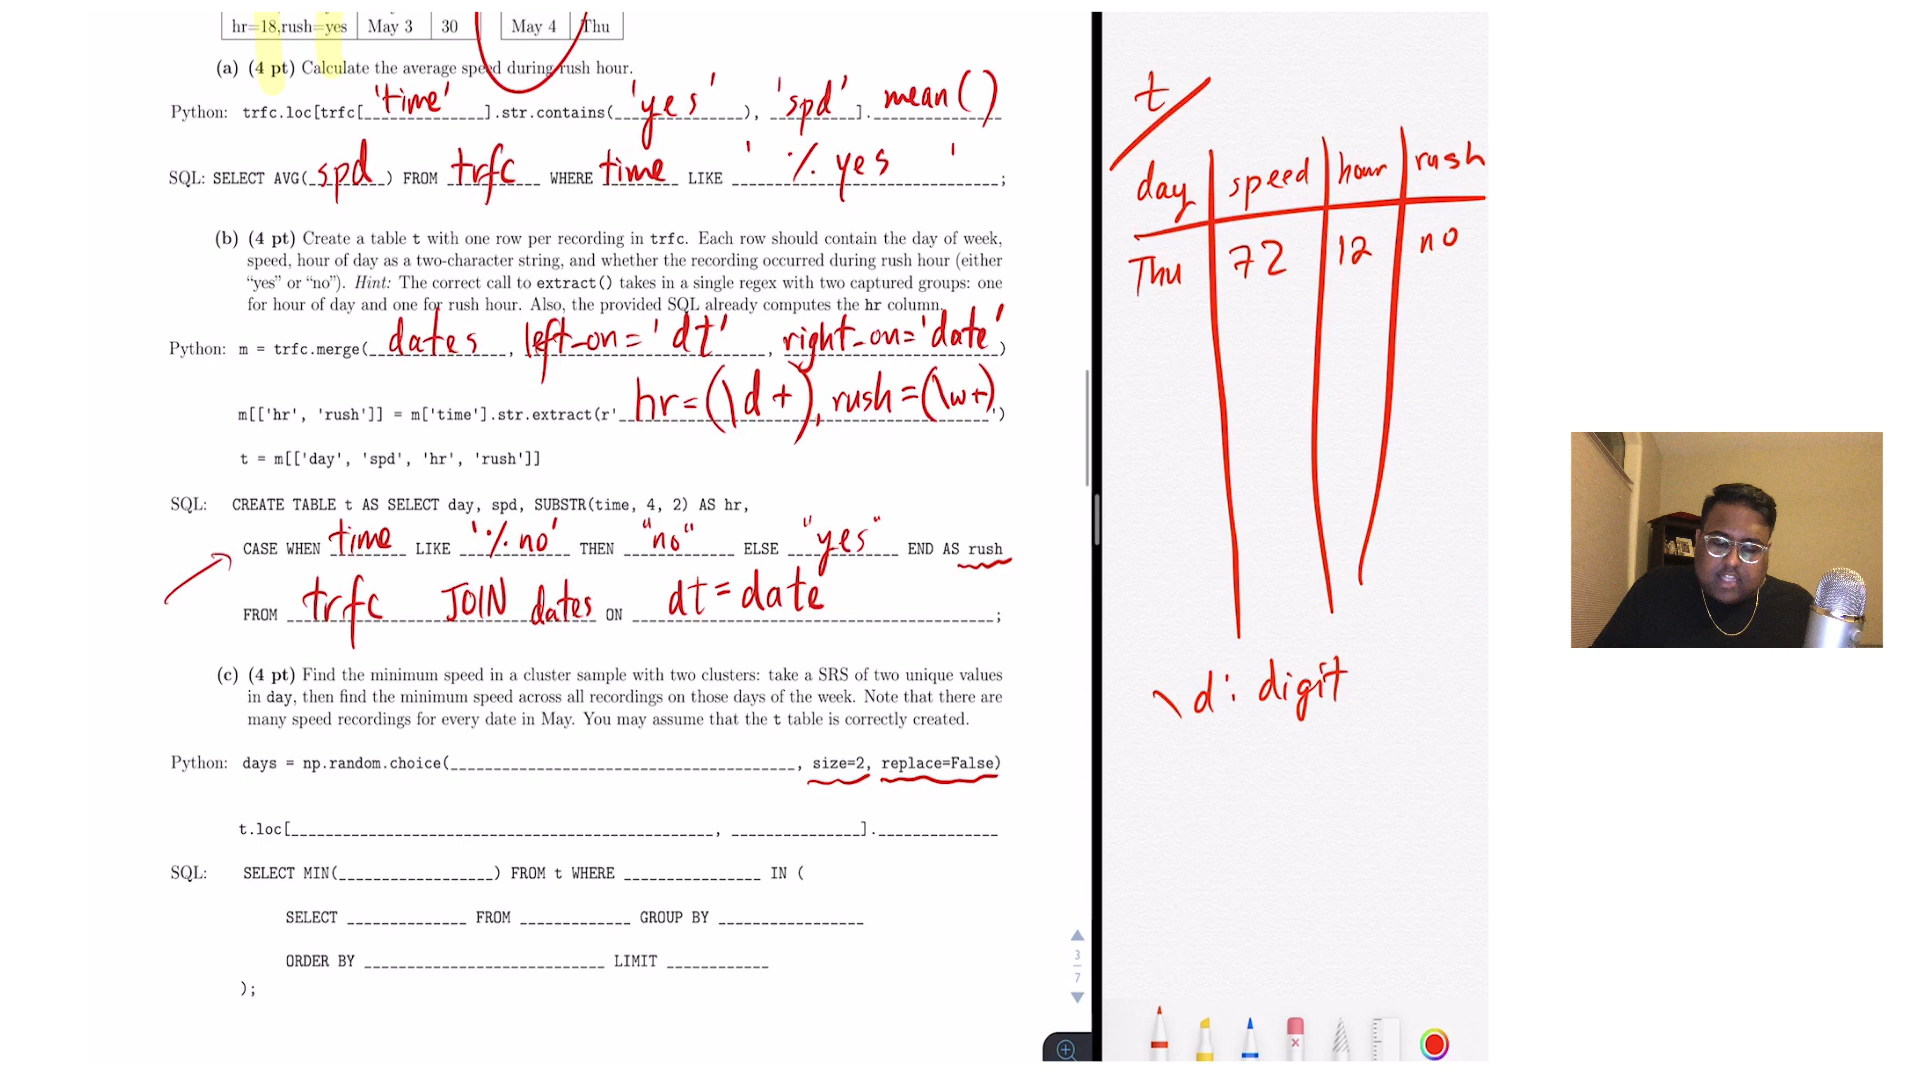 hr=18,rush=yes May 3 30 May 4 Thu
(a) (4 pt) Calculate the average speed during rush hour.
Python: trfc.loc[trfc['time'].str.contains('yes'), 'spd'].mean()
SQL: SELECT AVG(spd) FROM trfc WHERE time LIKE '%yes';
(b) (4 pt) Create a table t with one row per recording in trfc. Each row should contain the day of week,
speed, hour of day as a two-character string, and whether the recording occurred during rush hour (either
“yes” or “no”). Hint: The correct call to extract() takes in a single regex with two captured groups: one
for hour of day and one for rush hour. Also, the provided SQL already computes the hr column.
Python: m = trfc.merge(dates, left_on='dt', right_on='date')
m[['hr', 'rush']] = m['time'].str.extract(r'hr=(\d+),rush=(\w+)')
t = m[['day', 'spd', 'hr', 'rush']]
SQL: CREATE TABLE t AS SELECT day, spd, SUBSTR(time, 4, 2) AS hr,
CASE WHEN time LIKE '%no' THEN "no" ELSE "yes" END AS rush
FROM trfc JOIN dates ON dt=date;
(c) (4 pt) Find the minimum speed in a cluster sample with two clusters: take a SRS of two unique values
in day, then find the minimum speed across all recordings on those days of the week. Note that there are
many speed recordings for every date in May. You may assume that the t table is correctly created.
Python: days = np.random.choice(____, size=2, replace=False)
t.loc[____, ____].____
SQL: SELECT MIN(____) FROM t WHERE ____ IN (
SELECT ____ FROM ____ GROUP BY ____
ORDER BY ____ LIMIT ____
);
3
7
t
day speed hour rush
Thu 72 12 no
\d: digit